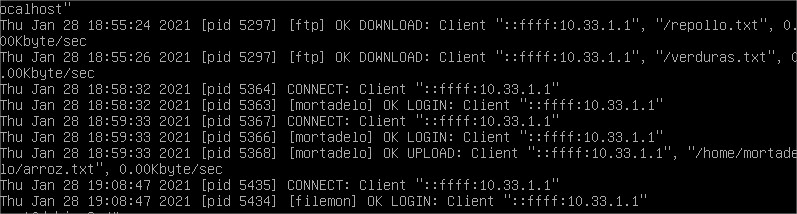 ocalhost"
Thu Jan 28 18:55:24 2021 [pid 5297] [ftp] OK DOWNLOAD: Client "::ffff:10.33.1.1", "/repollo.txt", 0.
00Kbyte/sec
Thu Jan 28 18:55:26 2021 [pid 5297] [ftp] OK DOWNLOAD: Client "::ffff:10.33.1.1", "/verduras.txt", 0
.00Kbyte/sec
Thu Jan 28 18:58:32 2021 [pid 5364] CONNECT: Client "::ffff:10.33.1.1"
Thu Jan 28 18:58:32 2021 [pid 5363] [mortadelo] OK LOGIN: Client "::ffff:10.33.1.1"
Thu Jan 28 18:59:33 2021 [pid 5367] CONNECT: Client "::ffff:10.33.1.1"
Thu Jan 28 18:59:33 2021 [pid 5366] [mortadelo] OK LOGIN: Client "::ffff:10.33.1.1"
Thu Jan 28 18:59:33 2021 [pid 5368] [mortadelo] OK UPLOAD: Client "::ffff:10.33.1.1", "/home/mortade
lo/arroz.txt", 0.00Kbyte/sec
Thu Jan 28 19:08:47 2021 [pid 5435] CONNECT: Client "::ffff:10.33.1.1"
Thu Jan 28 19:08:47 2021 [pid 5434] [filemon] OK LOGIN: Client "::ffff:10.33.1.1"